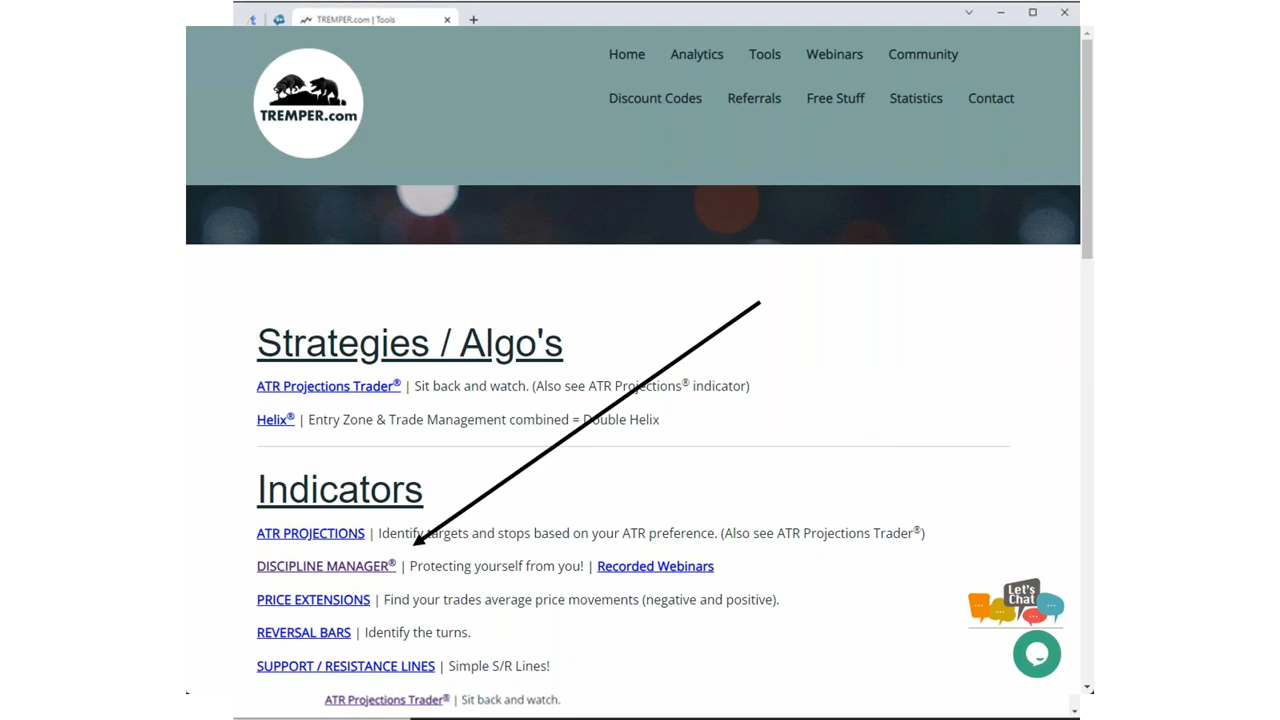 TREMPER.com | Tools
TREMPER.com
Home Analytics Tools Webinars Community
Discount Codes Referrals Free Stuff Statistics Contact
Strategies / Algo's
ATR Projections Trader® | Sit back and watch. (Also see ATR Projections® indicator)
Helix® | Entry Zone & Trade Management combined = Double Helix
Indicators
ATR PROJECTIONS | Identify targets and stops based on your ATR preference. (Also see ATR Projections Trader®)
DISCIPLINE MANAGER® | Protecting yourself from you! | Recorded Webinars
PRICE EXTENSIONS | Find your trades average price movements (negative and positive).
Let's
Chat
REVERSAL BARS | Identify the turns.
SUPPORT / RESISTANCE LINES | Simple S/R Lines!
ATR Projections Trader® | Sit back and watch.